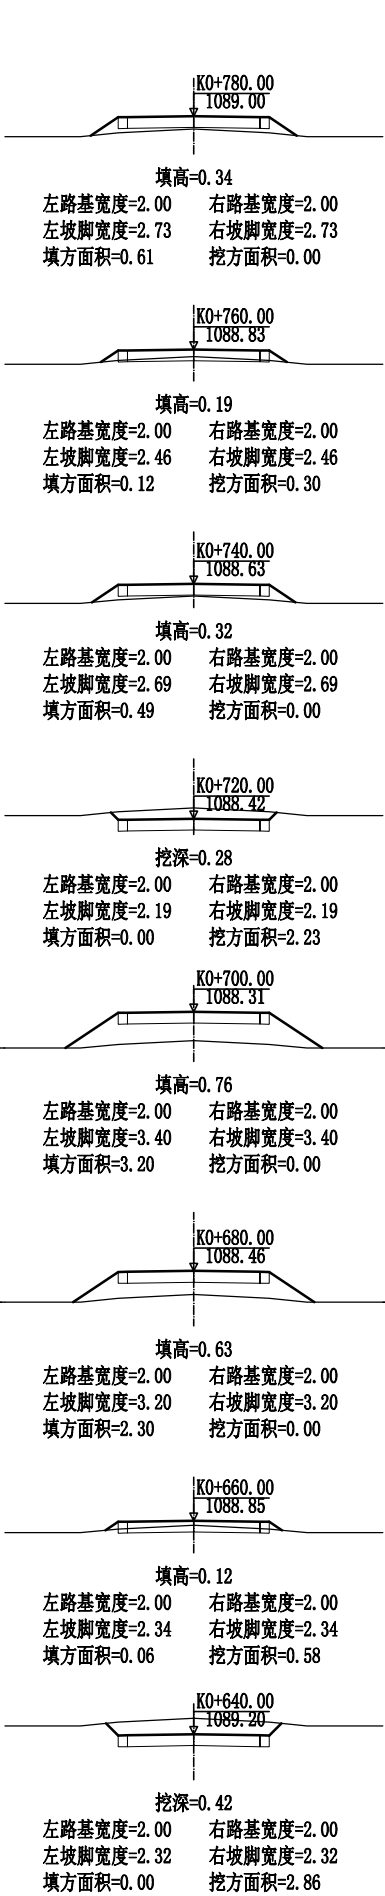 K0+780.00
1089.00
填高=0.34
左路基宽度=2.00 右路基宽度=2.00
左坡脚宽度=2.73 右坡脚宽度=2.73
填方面积=0.61 挖方面积=0.00
K0+760.00
1088.83
填高=0.19
左路基宽度=2.00 右路基宽度=2.00
左坡脚宽度=2.46 右坡脚宽度=2.46
填方面积=0.12 挖方面积=0.30
K0+740.00
1088.63
填高=0.32
左路基宽度=2.00 右路基宽度=2.00
左坡脚宽度=2.69 右坡脚宽度=2.69
填方面积=0.49 挖方面积=0.00
K0+720.00
1088.42
挖深=0.28
左路基宽度=2.00 右路基宽度=2.00
左坡脚宽度=2.19 右坡脚宽度=2.19
填方面积=0.00 挖方面积=2.23
K0+700.00
1088.31
填高=0.76
左路基宽度=2.00 右路基宽度=2.00
左坡脚宽度=3.40 右坡脚宽度=3.40
填方面积=3.20 挖方面积=0.00
K0+680.00
1088.46
填高=0.63
左路基宽度=2.00 右路基宽度=2.00
左坡脚宽度=3.20 右坡脚宽度=3.20
填方面积=2.30 挖方面积=0.00
K0+660.00
1088.85
填高=0.12
左路基宽度=2.00 右路基宽度=2.00
左坡脚宽度=2.34 右坡脚宽度=2.34
填方面积=0.06 挖方面积=0.58
K0+640.00
1089.20
挖深=0.42
左路基宽度=2.00 右路基宽度=2.00
左坡脚宽度=2.32 右坡脚宽度=2.32
填方面积=0.00 挖方面积=2.86